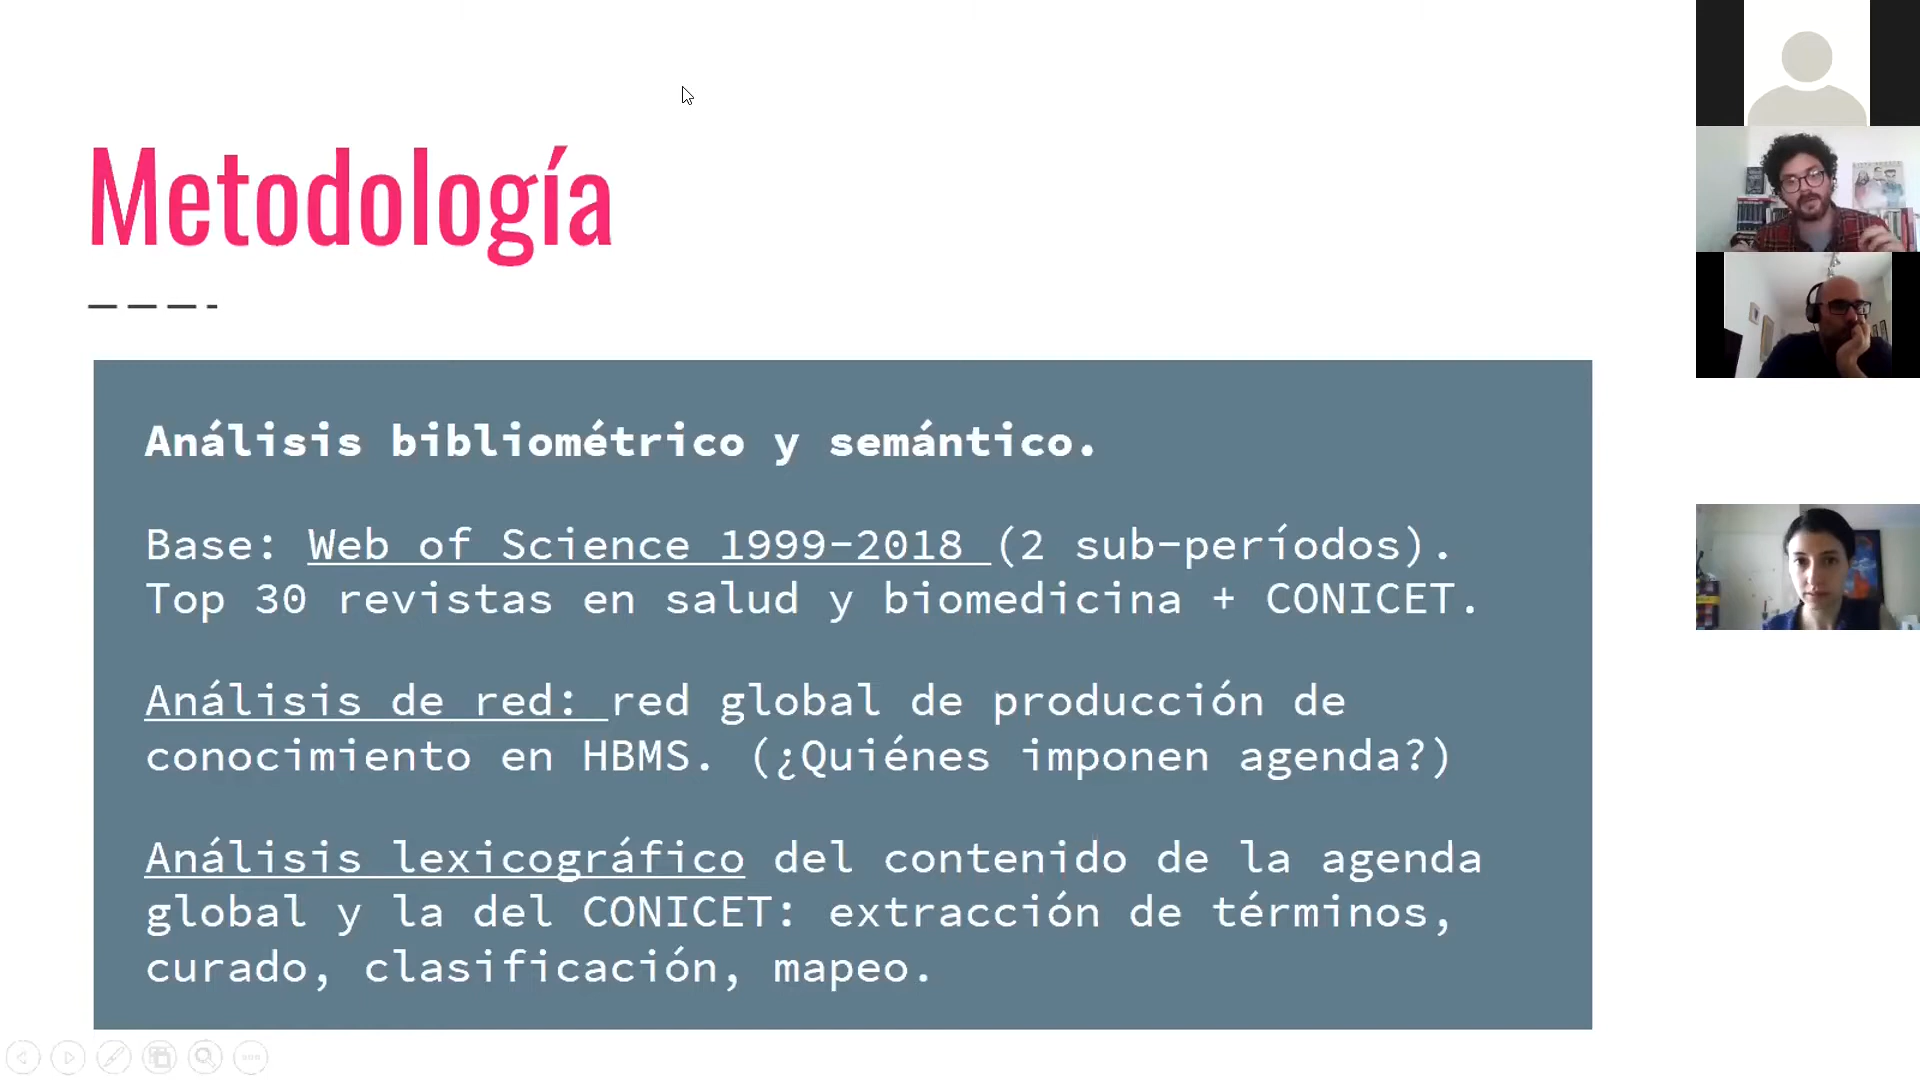 Metodología
Análisis bibliométrico y semántico.
Base: Web of Science 1999-2018 (2 sub-períodos).
Top 30 revistas en salud y biomedicina + CONICET.
Análisis de red: red global de producción de
conocimiento en HBMS. (¿Quiénes imponen agenda?)
Análisis lexicográfico del contenido de la agenda
global y la del CONICET: extracción de términos,
curado, clasificación, mapeo.